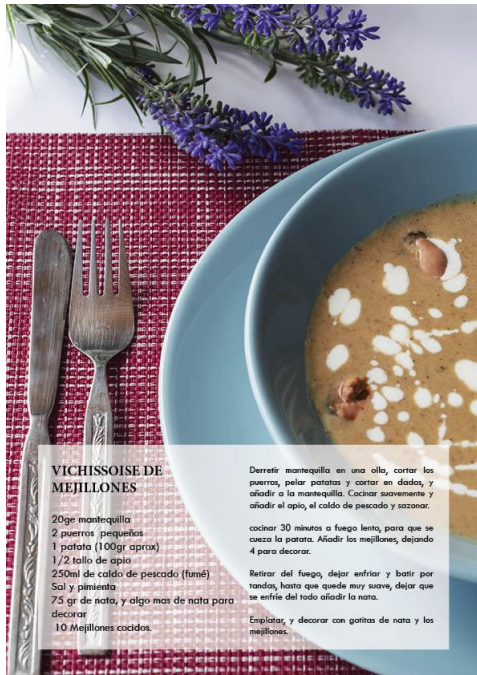 VICHISSOISE DE
MEJILLONES
20ge mantequilla
2 puerros pequeños
1 patata (100gr aprox)
1/2 tallo de apio
250ml de caldo de pescado (fumé)
Sal y pimienta
75 gr de nata, y algo mas de nata para
decorar
10 Mejillones cocidos.
Derretir mantequilla en una olla, cortar los
puerros, pelar patatas y cortar en dados, y
añadir a la mantequilla. Cocinar suavemente y
añadir el apio, el caldo de pescado y sazonar.
cocinar 30 minutos a fuego lento, para que se
cueza la patata. Añadir los mejillones, dejando
4 para decorar.
Retirar del fuego, dejar enfriar y batir por
tandas, hasta que quede muy suave, dejar que
se enfríe del todo añadir la nata.
Emplatar, y decorar con gotitas de nata y los
mejillones.